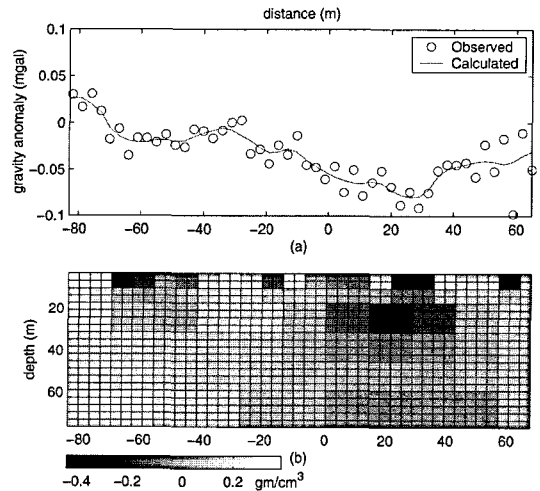 distance (m)
gravity anomaly (mgal)
0.1
0.05
0
−0.05
−0.1
Observed
Calculated
−80 −60 −40 −20 0 20 40 60
(a)
depth (m)
20
40
60
−80 −60 −40 −20 0 20 40 60
(b)
−0.4 −0.2 0 0.2 gm/cm³